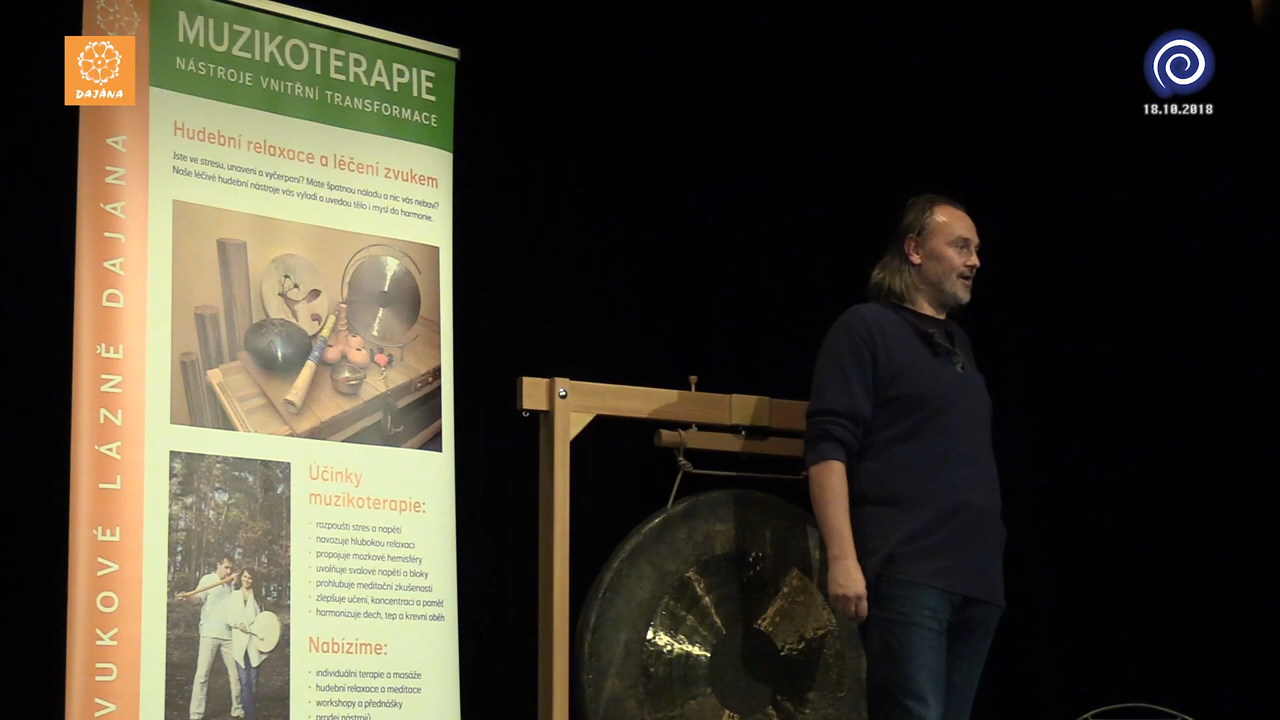 DAJÁNA
18.10.2018
VUKOVÉ LÁZNĚ DAJÁNA
MUZIKOTERAPIE
NÁSTROJE VNITŘNÍ TRANSFORMACE
Hudební relaxace a léčení zvukem
Jste ve stresu, unaveni a vyčerpaní? Máte špatnou náladu a nic vás nebaví?
Naše léčivé hudební nástroje vás vyladí a uvedou tělo i mysl do harmonie.
Účinky
muzikoterapie:
• rozpouští stres a napětí
• navozuje hlubokou relaxaci
• propojuje mozkové hemisféry
• uvolňuje svalové napětí a bloky
• prohlubuje meditační zkušenosti
• zlepšuje učení, koncentraci a paměť
• harmonizuje dech, tep a krevní oběh
Nabízíme:
• individuální terapie a masáže
• hudební relaxace a meditace
• workshopy a přednášky
• prodej nástrojů